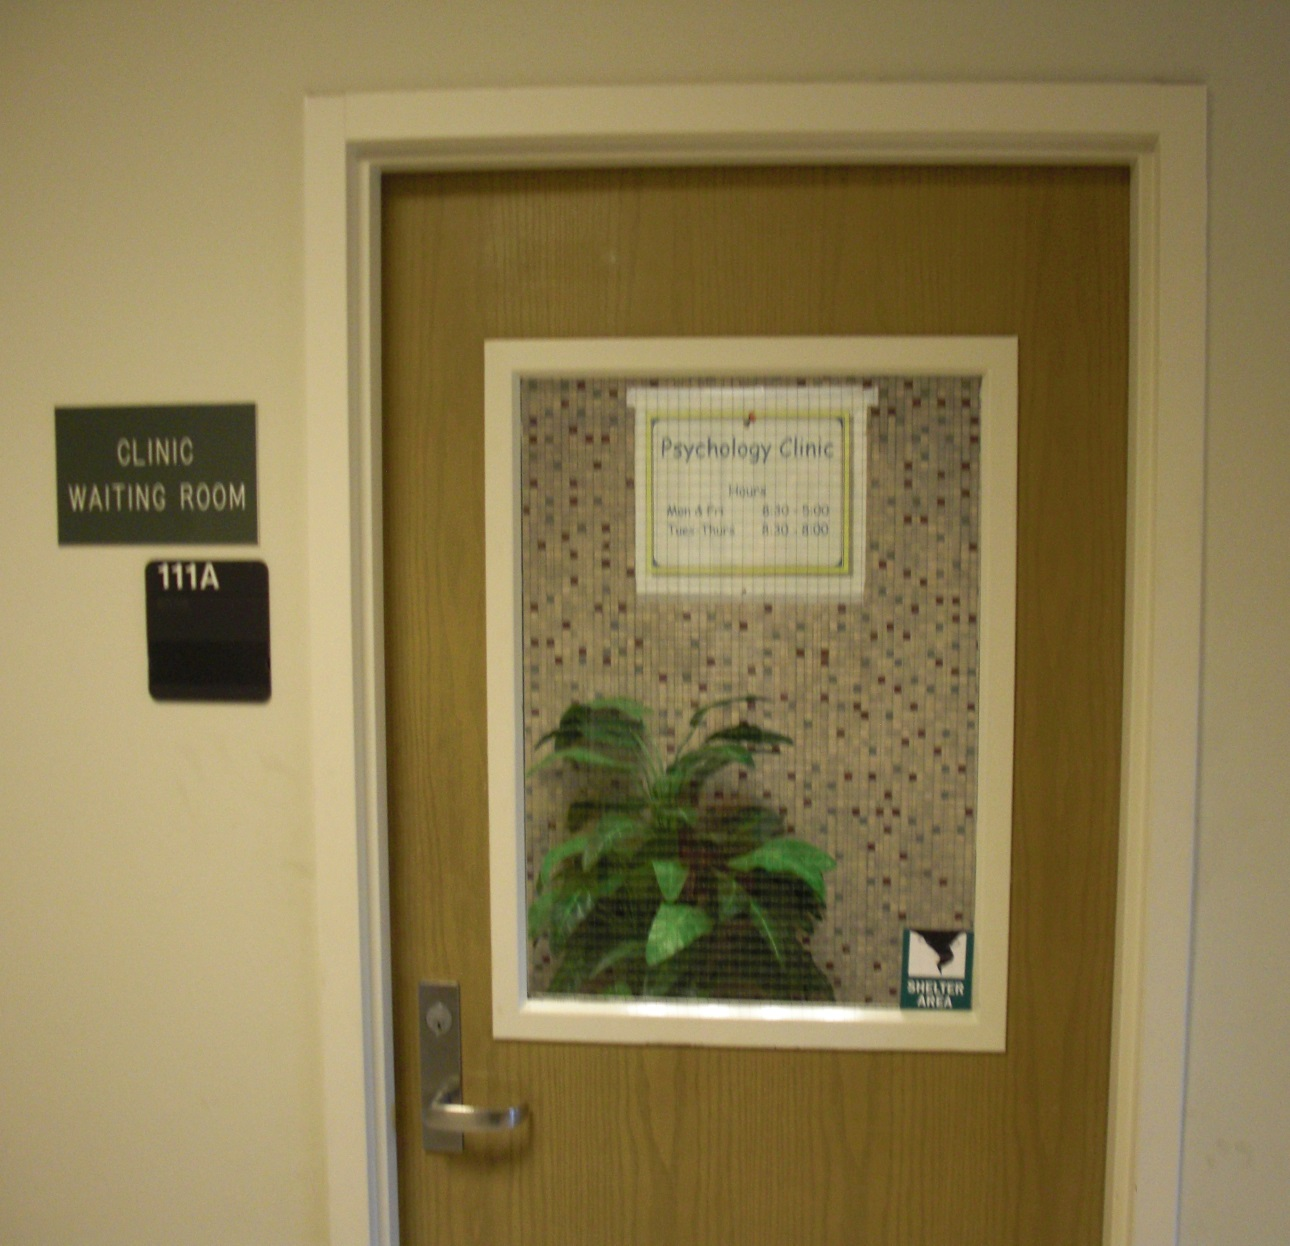 CLINIC
WAITING ROOM
111A
Psychology Clinic
Hours
Mon & Fri 8:30 - 5:00
Tues-Thurs 8:30 - 8:00
SHELTER
AREA